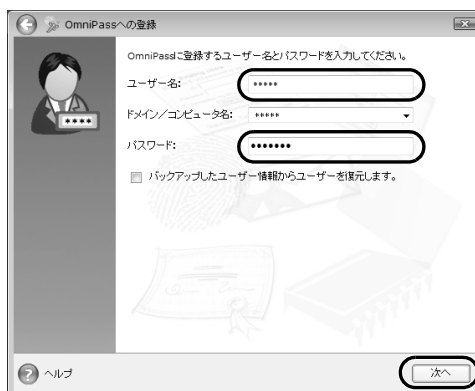 OmniPassへの登録
OmniPassに登録するユーザー名とパスワードを入力してください。
ユーザー名: *****
ドメイン/コンピュータ名: *****
パスワード: •••••••
****
バックアップしたユーザー情報からユーザーを復元します。
ヘルプ
次へ